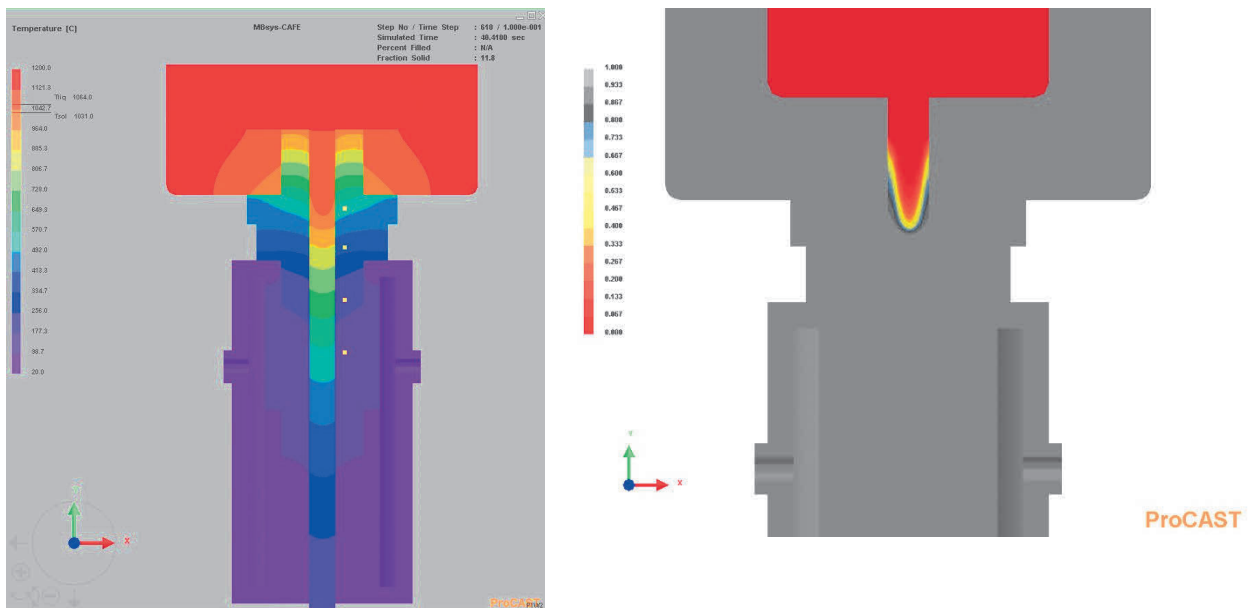 Temperature [C]
MBsys-CAFE
Step No / Time Step : 610 / 1.000e-001
Simulated Time : 40.4100 sec
Percent Filled : N/A
Fraction Solid : 11.8
1200.0
1121.3
Tliq 1064.0
1042.7
Tsol 1031.0
964.0
885.3
806.7
728.0
649.3
570.7
492.0
413.3
334.7
256.0
177.3
98.7
20.0
Y
X
ProCAST
1.000
0.933
0.867
0.800
0.733
0.667
0.600
0.533
0.467
0.400
0.333
0.267
0.200
0.133
0.067
0.000
Y
X
ProCAST